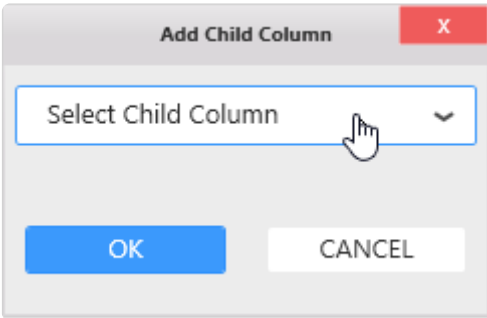 Add Child Column
x
Select Child Column
OK
CANCEL